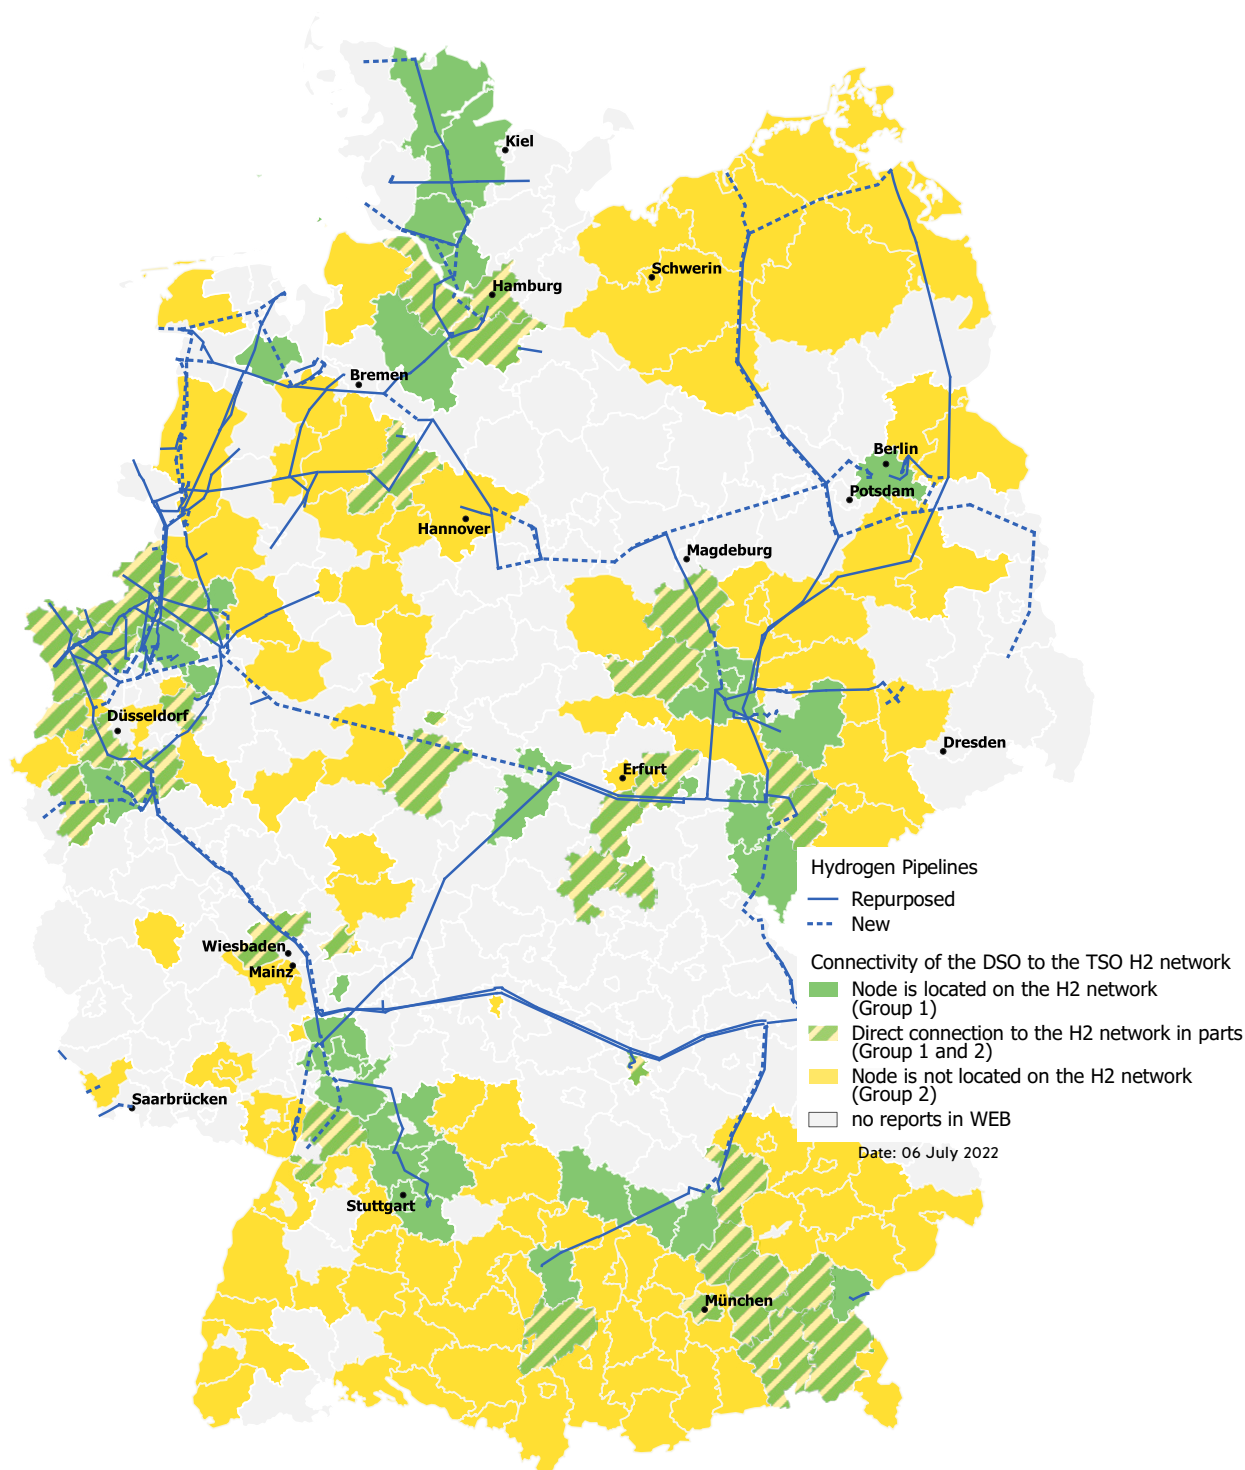 Kiel
Schwerin
Hamburg
Bremen
Berlin
Potsdam
Hannover
Magdeburg
Düsseldorf
Dresden
Erfurt
Wiesbaden
Mainz
Saarbrücken
Stuttgart
München
Hydrogen Pipelines
Repurposed
New
Connectivity of the DSO to the TSO H2 network
Node is located on the H2 network
(Group 1)
Direct connection to the H2 network in parts
(Group 1 and 2)
Node is not located on the H2 network
(Group 2)
no reports in WEB
Date: 06 July 2022